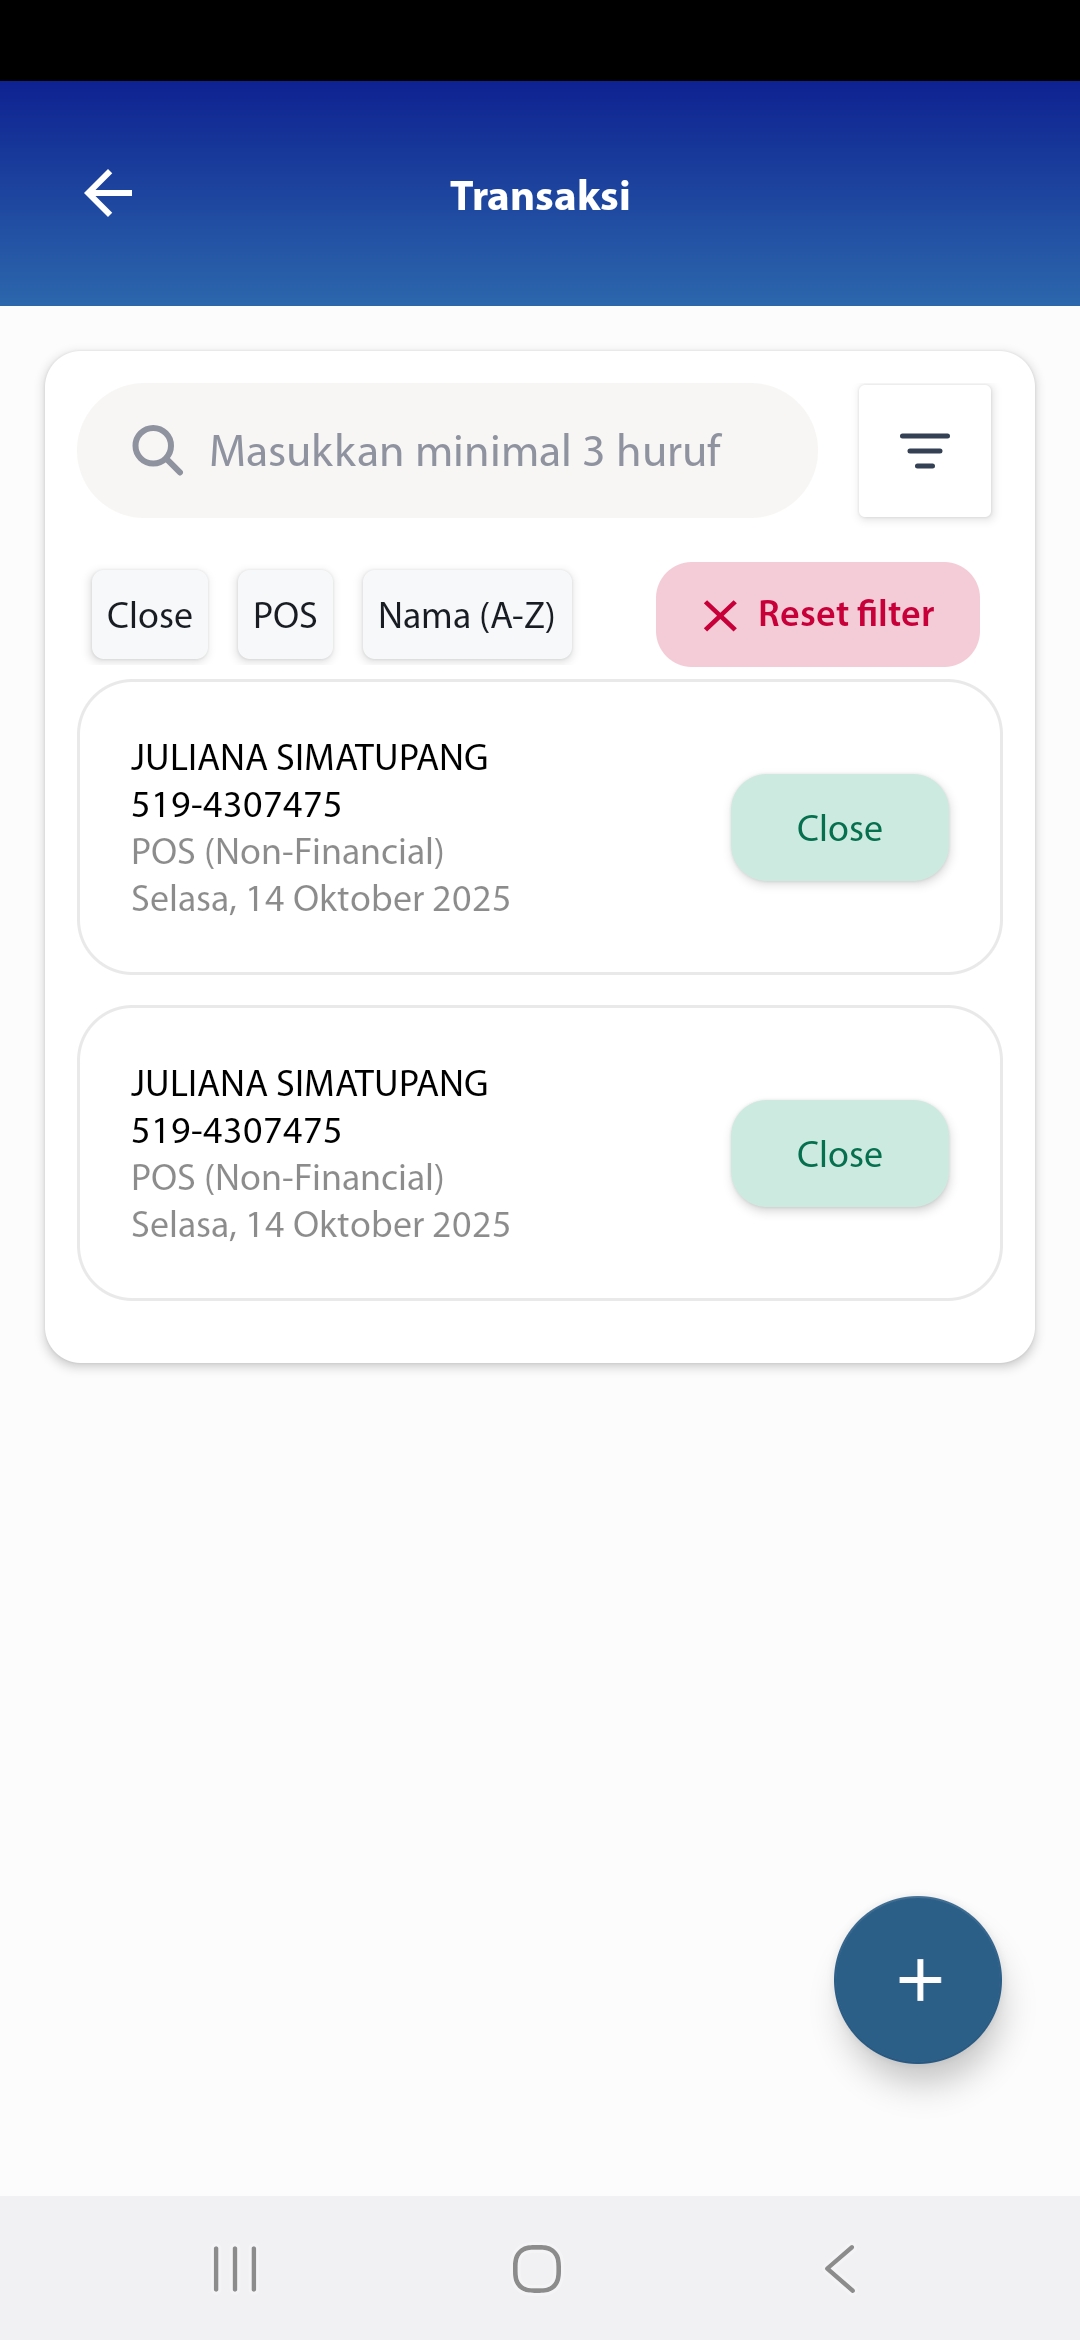 Transaksi
Masukkan minimal 3 huruf
Close
POS
Nama (A-Z)
Reset filter
JULIANA SIMATUPANG
519-4307475
POS (Non-Financial)
Selasa, 14 Oktober 2025
Close
JULIANA SIMATUPANG
519-4307475
POS (Non-Financial)
Selasa, 14 Oktober 2025
Close